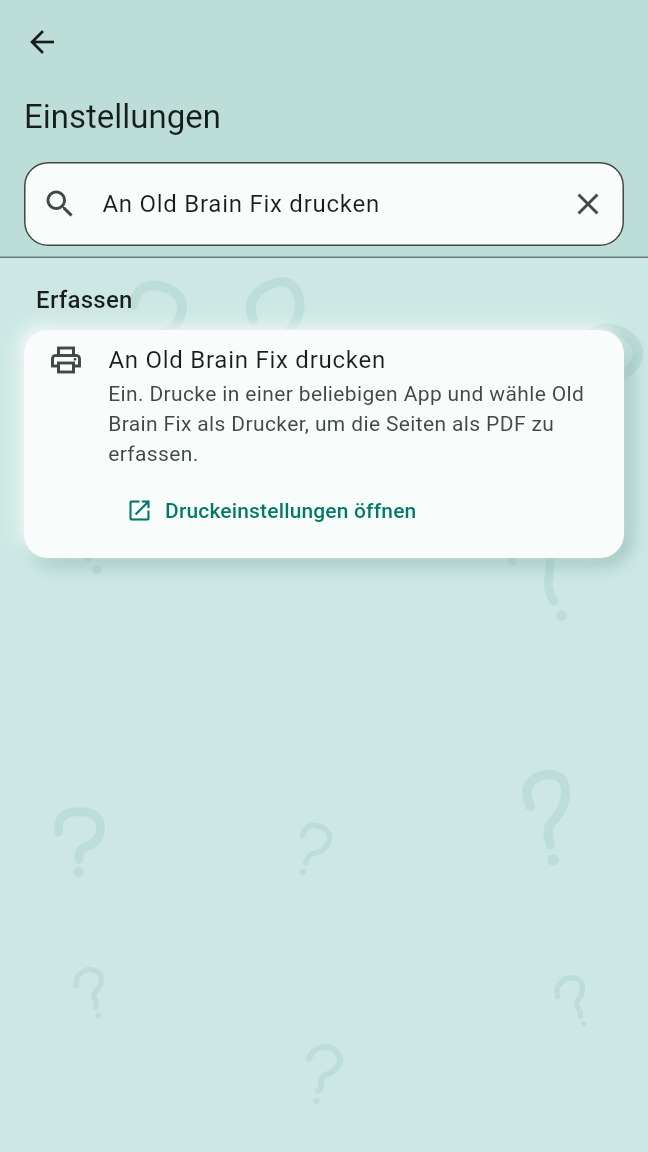 Einstellungen
An Old Brain Fix drucken
Erfassen
An Old Brain Fix drucken
Ein. Drucke in einer beliebigen App und wähle Old
Brain Fix als Drucker, um die Seiten als PDF zu
erfassen.
Druckeinstellungen öffnen